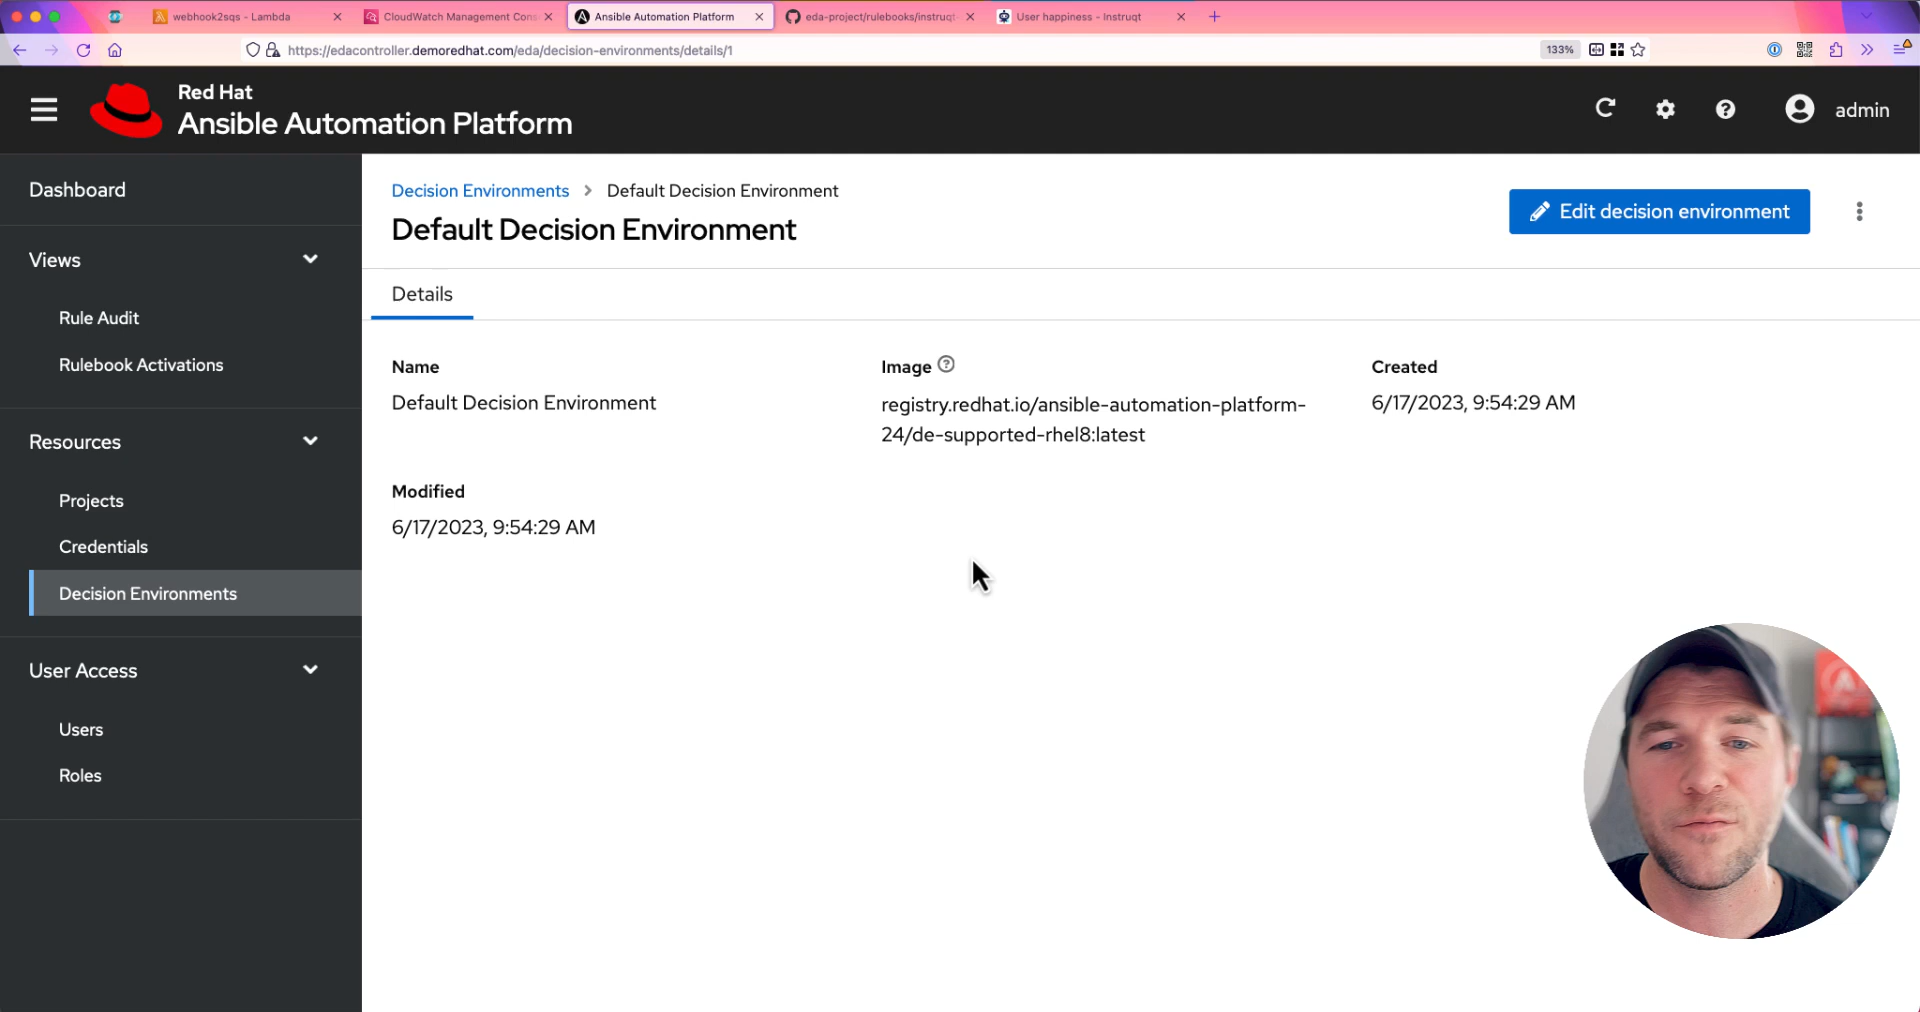 webhook2sqs - Lambda
CloudWatch Management Cons
Ansible Automation Platform
eda-project/rulebooks/instruqt
User happiness - Instruqt
https://edacontroller.demoredhat.com/eda/decision-environments/details/1
133%
Red Hat
Ansible Automation Platform
admin
Dashboard
Views
Rule Audit
Rulebook Activations
Resources
Projects
Credentials
Decision Environments
User Access
Users
Roles
Decision Environments > Default Decision Environment
Default Decision Environment
Edit decision environment
Details
Name
Default Decision Environment
Image
registry.redhat.io/ansible-automation-platform-
24/de-supported-rhel8:latest
Created
6/17/2023, 9:54:29 AM
Modified
6/17/2023, 9:54:29 AM